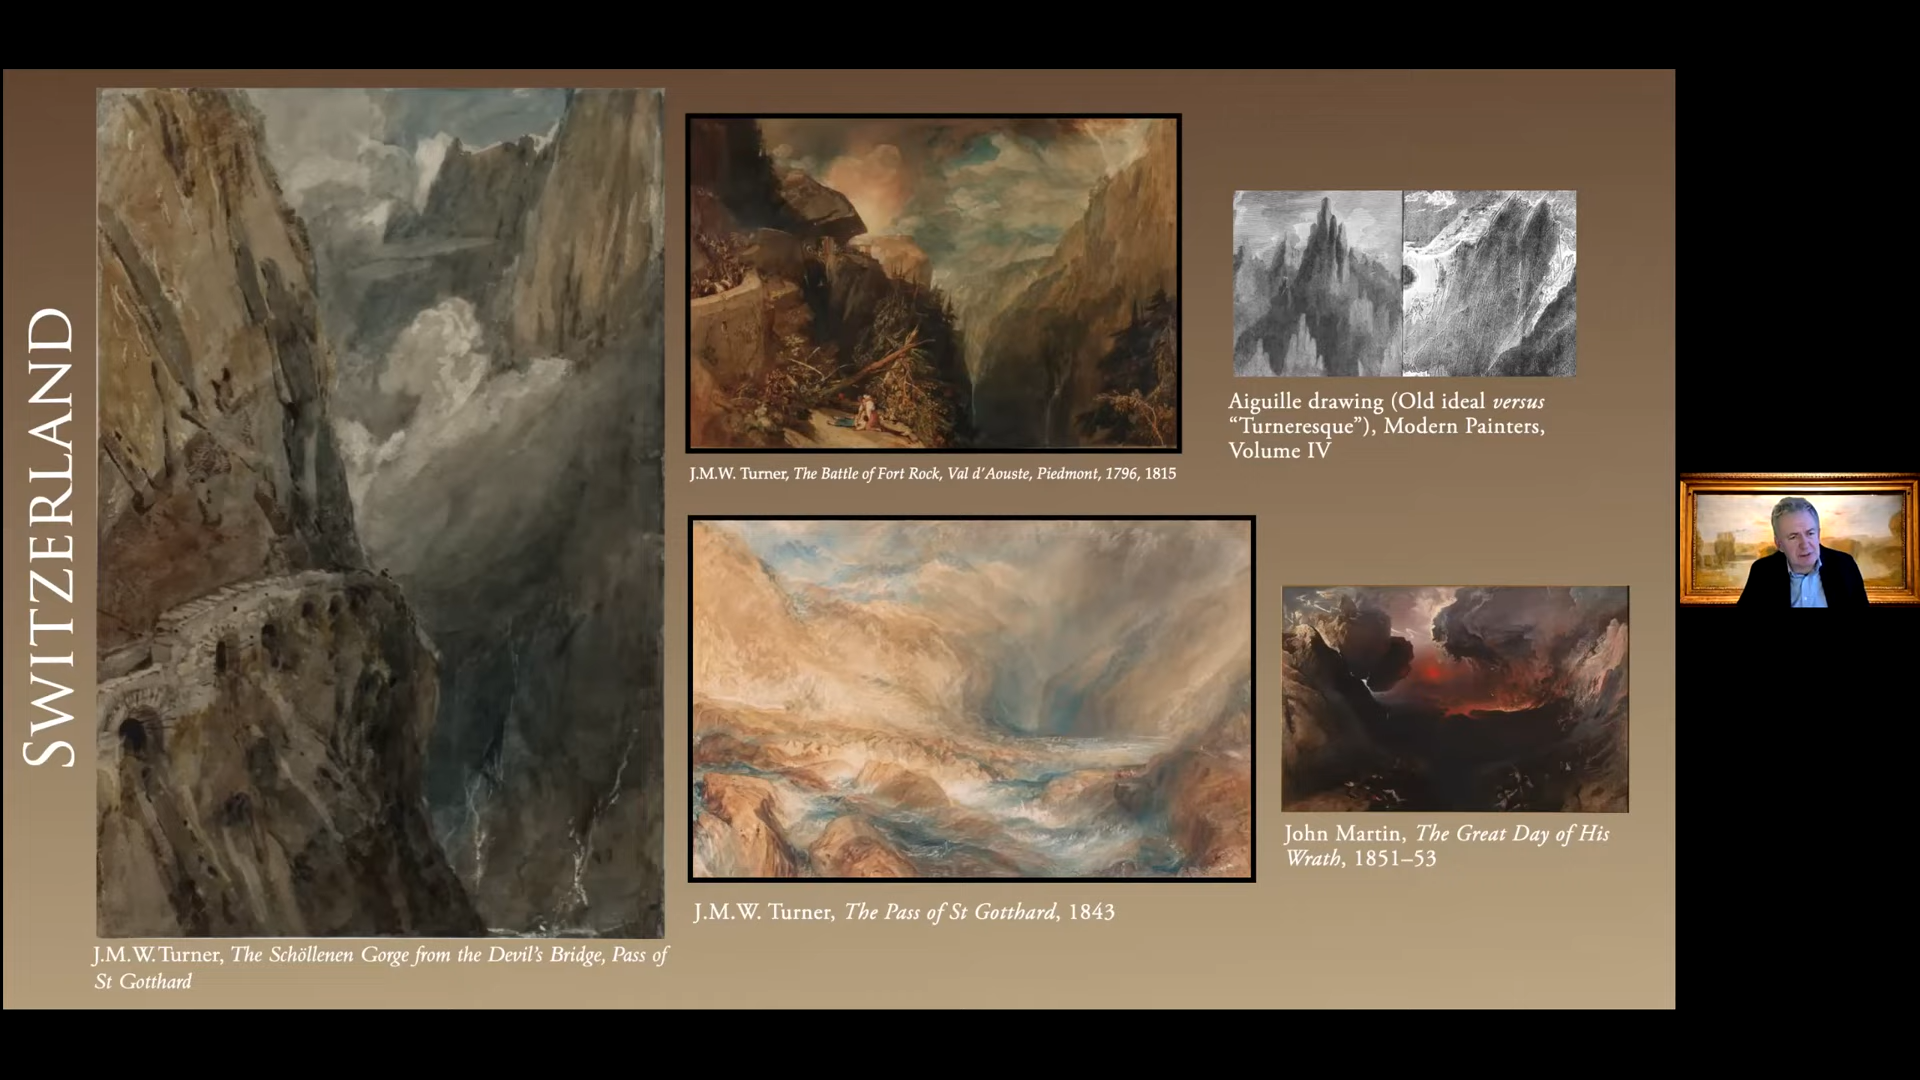 SWITZERLAND
J.M.W. Turner, The Schöllenen Gorge from the Devil's Bridge, Pass of
St Gotthard
J.M.W. Turner, The Battle of Fort Rock, Val d'Aouste, Piedmont, 1796, 1815
J.M.W. Turner, The Pass of St Gotthard, 1843
Aiguille drawing (Old ideal versus
“Turneresque”), Modern Painters,
Volume IV
John Martin, The Great Day of His
Wrath, 1851–53